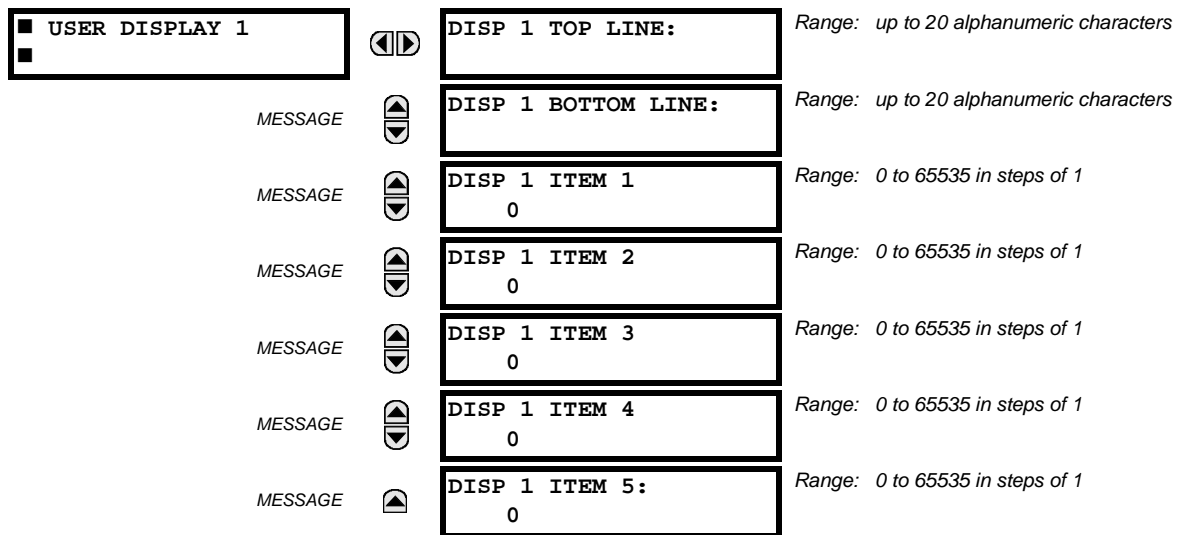 ■ USER DISPLAY 1
■
DISP 1 TOP LINE:
Range: up to 20 alphanumeric characters
MESSAGE
DISP 1 BOTTOM LINE:
Range: up to 20 alphanumeric characters
MESSAGE
DISP 1 ITEM 1
0
Range: 0 to 65535 in steps of 1
MESSAGE
DISP 1 ITEM 2
0
Range: 0 to 65535 in steps of 1
MESSAGE
DISP 1 ITEM 3
0
Range: 0 to 65535 in steps of 1
MESSAGE
DISP 1 ITEM 4
0
Range: 0 to 65535 in steps of 1
MESSAGE
DISP 1 ITEM 5:
0
Range: 0 to 65535 in steps of 1